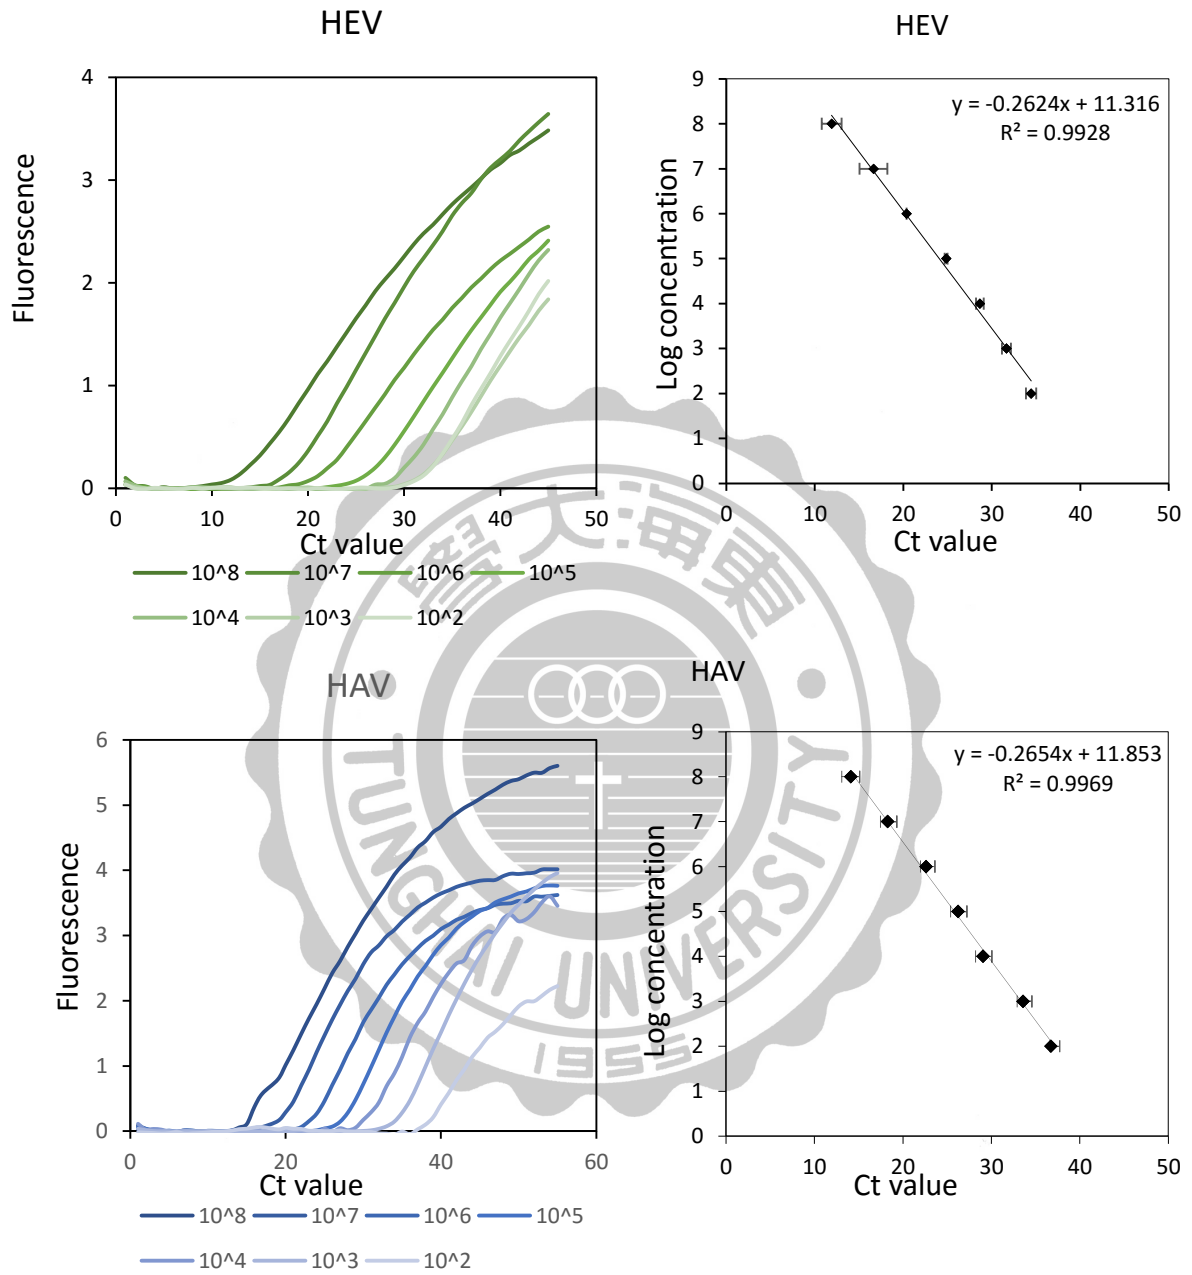 HEV
4
3
2
1
0
Fluorescence
0 10 20 30 40 50
Ct value
10^8 10^7 10^6 10^5
10^4 10^3 10^2
HEV
9
8
7
6
5
4
3
2
1
0
Log concentration
y = -0.2624x + 11.316
R² = 0.9928
0 10 20 30 40 50
Ct value
HAV
6
5
4
3
2
1
0
Fluorescence
0 20 40 60
Ct value
10^8 10^7 10^6 10^5
10^4 10^3 10^2
HAV
9
8
7
6
5
4
3
2
1
0
Log concentration
y = -0.2654x + 11.853
R² = 0.9969
0 10 20 30 40 50
Ct value
學大海東
TUNGHAI UNIVERSITY
1955